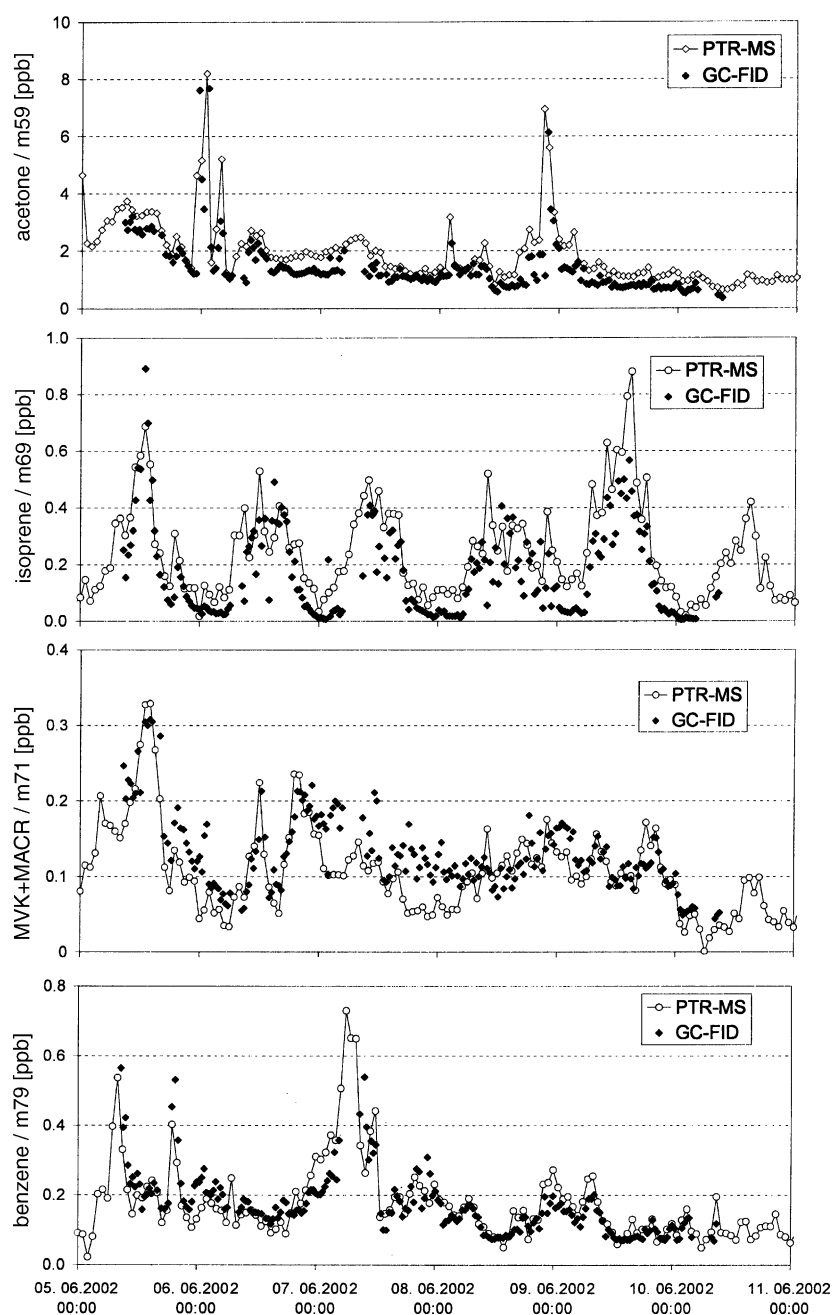 10
8
6
4
2
0
acetone / m59 [ppb]
PTR-MS
GC-FID
1.0
0.8
0.6
0.4
0.2
0.0
isoprene / m69 [ppb]
PTR-MS
GC-FID
0.4
0.3
0.2
0.1
0
MVK+MACR / m71 [ppb]
PTR-MS
GC-FID
0.8
0.6
0.4
0.2
0.0
benzene / m79 [ppb]
PTR-MS
GC-FID
05. 06.2002 06. 06.2002 07. 06.2002 08. 06.2002 09. 06.2002 10. 06.2002 11. 06.2002
00:00 00:00 00:00 00:00 00:00 00:00 00:00